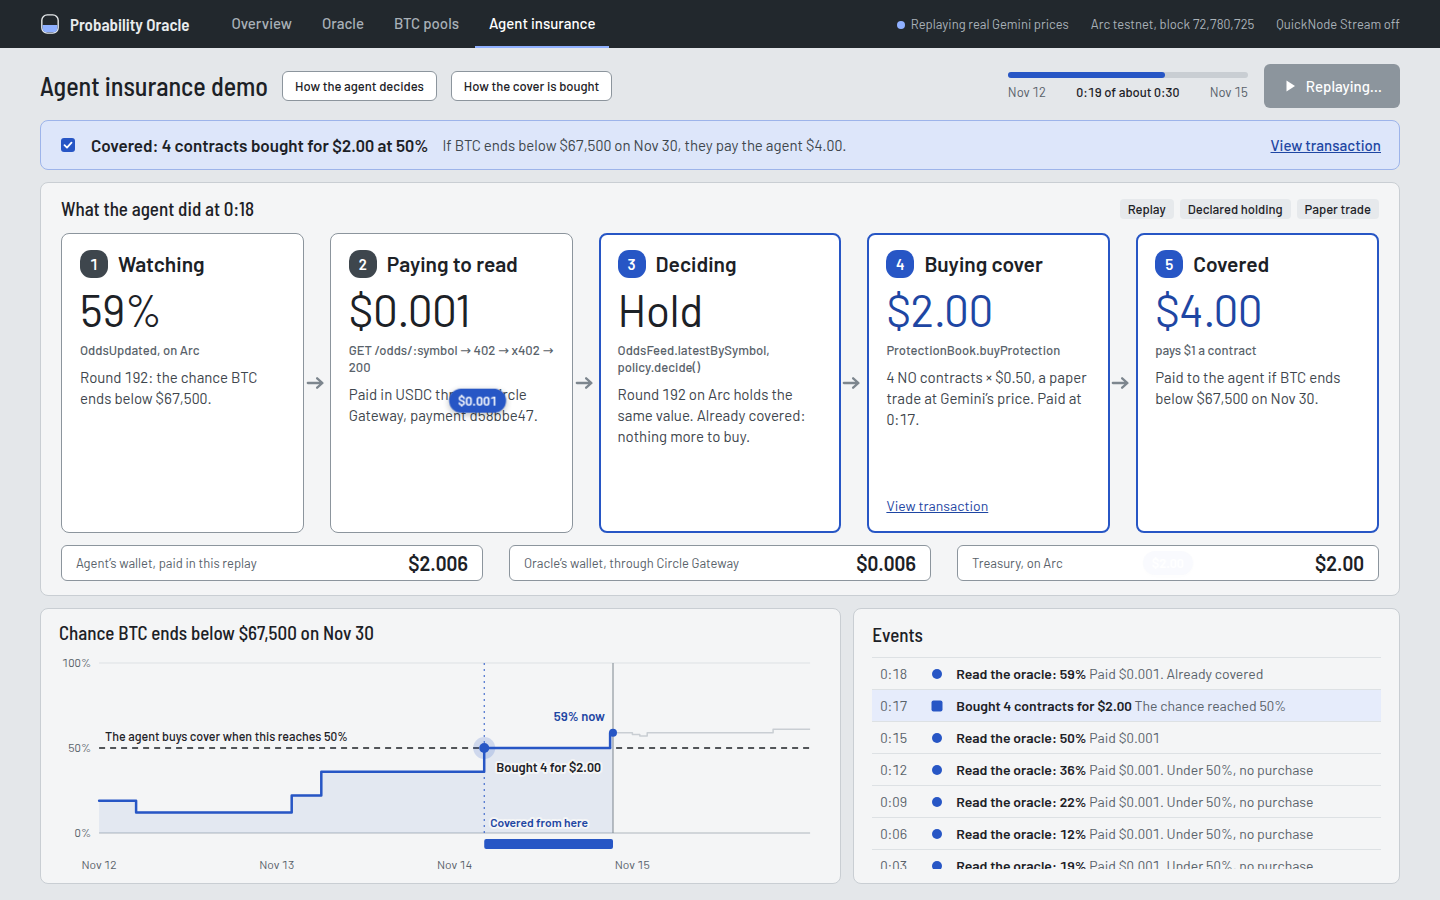 Probability Oracle
Overview
Oracle
BTC pools
Agent insurance
Replaying real Gemini prices
Arc testnet, block 72,780,725
QuickNode Stream off
Agent insurance demo
How the agent decides
How the cover is bought
Nov 12
0:19 of about 0:30
Nov 15
Replaying...
Covered: 4 contracts bought for $2.00 at 50%
If BTC ends below $67,500 on Nov 30, they pay the agent $4.00.
View transaction
What the agent did at 0:18
Replay
Declared holding
Paper trade
1 Watching
59%
OddsUpdated, on Arc
Round 192: the chance BTC
ends below $67,500.
2 Paying to read
$0.001
GET /odds/:symbol → 402 → x402 →
200
Paid in USDC
$0.001
Gateway, payment d58bbe47.
3 Deciding
Hold
OddsFeed.latestBySymbol,
policy.decide()
Round 192 on Arc holds the
same value. Already covered:
nothing more to buy.
4 Buying cover
$2.00
ProtectionBook.buyProtection
4 NO contracts × $0.50, a paper
trade at Gemini's price. Paid at
0:17.
View transaction
5 Covered
$4.00
pays $1 a contract
Paid to the agent if BTC ends
below $67,500 on Nov 30.
Agent's wallet, paid in this replay
$2.006
Oracle's wallet, through Circle Gateway
$0.006
Treasury, on Arc
$2.00
Chance BTC ends below $67,500 on Nov 30
100%
59% now
The agent buys cover when this reaches 50%
50%
Bought 4 for $2.00
Covered from here
0%
Nov 12
Nov 13
Nov 14
Nov 15
Events
0:18 Read the oracle: 59% Paid $0.001. Already covered
0:17 Bought 4 contracts for $2.00 The chance reached 50%
0:15 Read the oracle: 50% Paid $0.001
0:12 Read the oracle: 36% Paid $0.001. Under 50%, no purchase
0:09 Read the oracle: 22% Paid $0.001. Under 50%, no purchase
0:06 Read the oracle: 12% Paid $0.001. Under 50%, no purchase
0:03 Read the oracle: 19% Paid $0.001. Under 50%, no purchase